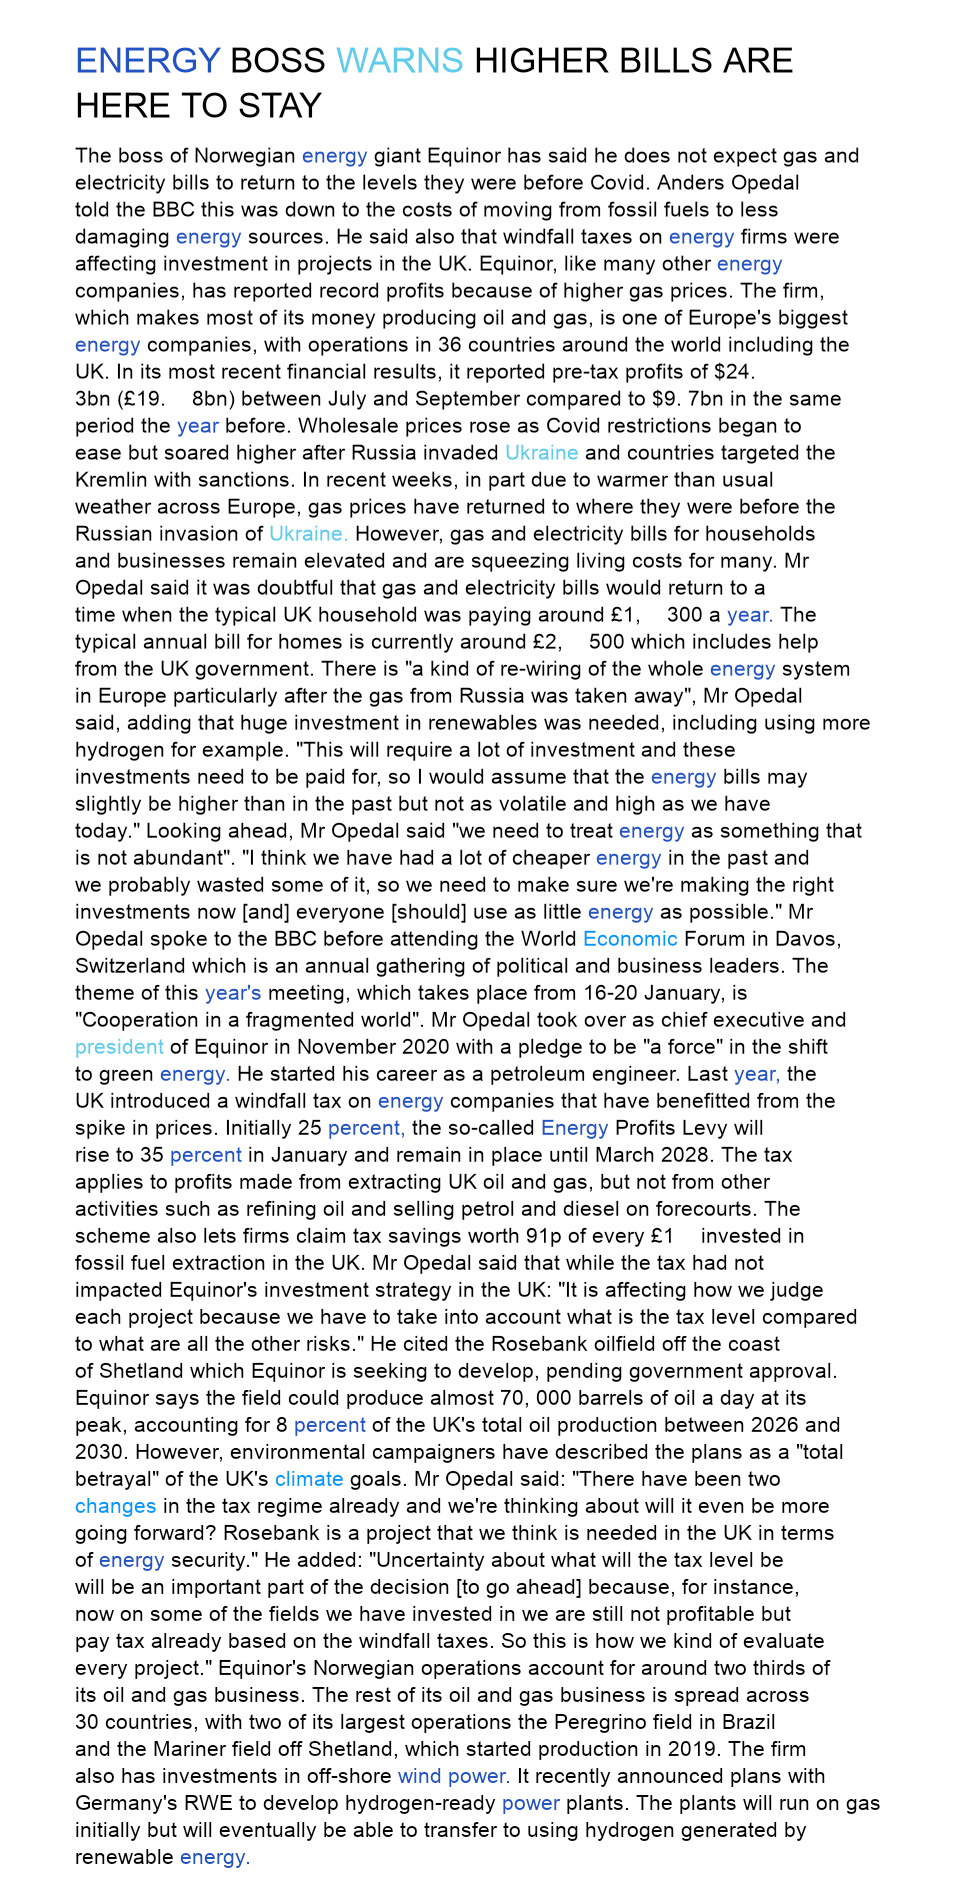 ENERGY BOSS WARNS HIGHER BILLS ARE
HERE TO STAY
The boss of Norwegian energy giant Equinor has said he does not expect gas and
electricity bills to return to the levels they were before Covid. Anders Opedal
told the BBC this was down to the costs of moving from fossil fuels to less
damaging energy sources. He said also that windfall taxes on energy firms were
affecting investment in projects in the UK. Equinor, like many other energy
companies, has reported record profits because of higher gas prices. The firm,
which makes most of its money producing oil and gas, is one of Europe's biggest
energy companies, with operations in 36 countries around the world including the
UK. In its most recent financial results, it reported pre-tax profits of $24.
3bn (£19.    8bn) between July and September compared to $9. 7bn in the same
period the year before. Wholesale prices rose as Covid restrictions began to
ease but soared higher after Russia invaded Ukraine and countries targeted the
Kremlin with sanctions. In recent weeks, in part due to warmer than usual
weather across Europe, gas prices have returned to where they were before the
Russian invasion of Ukraine. However, gas and electricity bills for households
and businesses remain elevated and are squeezing living costs for many. Mr
Opedal said it was doubtful that gas and electricity bills would return to a
time when the typical UK household was paying around £1,    300 a year. The
typical annual bill for homes is currently around £2,    500 which includes help
from the UK government. There is "a kind of re-wiring of the whole energy system
in Europe particularly after the gas from Russia was taken away", Mr Opedal
said, adding that huge investment in renewables was needed, including using more
hydrogen for example. "This will require a lot of investment and these
investments need to be paid for, so I would assume that the energy bills may
slightly be higher than in the past but not as volatile and high as we have
today." Looking ahead, Mr Opedal said "we need to treat energy as something that
is not abundant". "I think we have had a lot of cheaper energy in the past and
we probably wasted some of it, so we need to make sure we're making the right
investments now [and] everyone [should] use as little energy as possible." Mr
Opedal spoke to the BBC before attending the World Economic Forum in Davos,
Switzerland which is an annual gathering of political and business leaders. The
theme of this year's meeting, which takes place from 16-20 January, is
"Cooperation in a fragmented world". Mr Opedal took over as chief executive and
president of Equinor in November 2020 with a pledge to be "a force" in the shift
to green energy. He started his career as a petroleum engineer. Last year, the
UK introduced a windfall tax on energy companies that have benefitted from the
spike in prices. Initially 25 percent, the so-called Energy Profits Levy will
rise to 35 percent in January and remain in place until March 2028. The tax
applies to profits made from extracting UK oil and gas, but not from other
activities such as refining oil and selling petrol and diesel on forecourts. The
scheme also lets firms claim tax savings worth 91p of every £1    invested in
fossil fuel extraction in the UK. Mr Opedal said that while the tax had not
impacted Equinor's investment strategy in the UK: "It is affecting how we judge
each project because we have to take into account what is the tax level compared
to what are all the other risks." He cited the Rosebank oilfield off the coast
of Shetland which Equinor is seeking to develop, pending government approval.
Equinor says the field could produce almost 70, 000 barrels of oil a day at its
peak, accounting for 8 percent of the UK's total oil production between 2026 and
2030. However, environmental campaigners have described the plans as a "total
betrayal" of the UK's climate goals. Mr Opedal said: "There have been two
changes in the tax regime already and we're thinking about will it even be more
going forward? Rosebank is a project that we think is needed in the UK in terms
of energy security." He added: "Uncertainty about what will the tax level be
will be an important part of the decision [to go ahead] because, for instance,
now on some of the fields we have invested in we are still not profitable but
pay tax already based on the windfall taxes. So this is how we kind of evaluate
every project." Equinor's Norwegian operations account for around two thirds of
its oil and gas business. The rest of its oil and gas business is spread across
30 countries, with two of its largest operations the Peregrino field in Brazil
and the Mariner field off Shetland, which started production in 2019. The firm
also has investments in off-shore wind power. It recently announced plans with
Germany's RWE to develop hydrogen-ready power plants. The plants will run on gas
initially but will eventually be able to transfer to using hydrogen generated by
renewable energy.